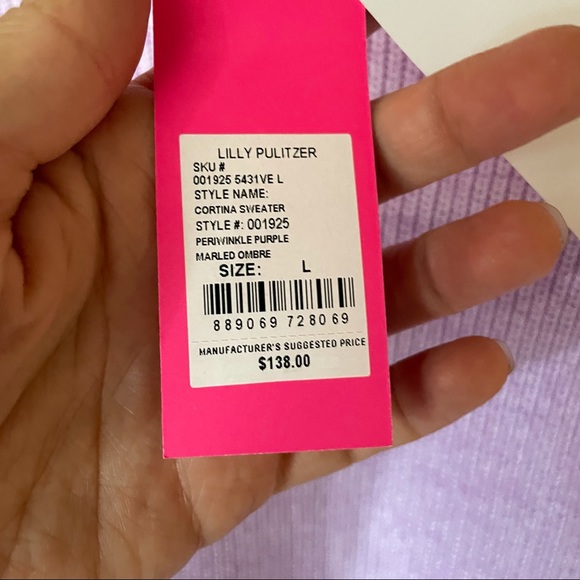 LILLY PULITZER
SKU #
001925 5431VE L
STYLE NAME:
CORTINA SWEATER
STYLE #: 001925
PERIWINKLE PURPLE
MARLED OMBRE
SIZE: L
889069 728069
MANUFACTURER'S SUGGESTED PRICE
$138.00